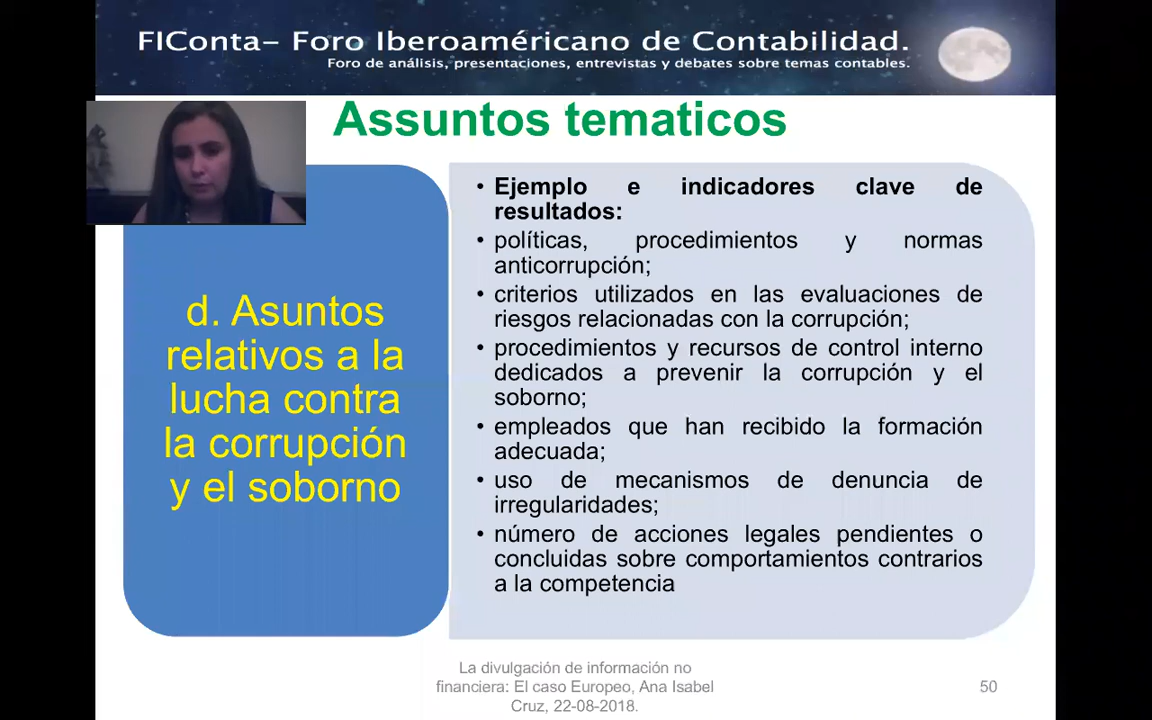 FIConta– Foro Iberoaméricano de Contabilidad.
Foro de análisis, presentaciones, entrevistas y debates sobre temas contables.
Assuntos tematicos
d. Asuntos
relativos a la
lucha contra
la corrupción
y el soborno
• Ejemplo e indicadores clave de
resultados:
• políticas, procedimientos y normas
anticorrupción;
• criterios utilizados en las evaluaciones de
riesgos relacionadas con la corrupción;
• procedimientos y recursos de control interno
dedicados a prevenir la corrupción y el
soborno;
• empleados que han recibido la formación
adecuada;
• uso de mecanismos de denuncia de
irregularidades;
• número de acciones legales pendientes o
concluidas sobre comportamientos contrarios
a la competencia
La divulgación de información no
financiera: El caso Europeo, Ana Isabel
Cruz, 22-08-2018.
50